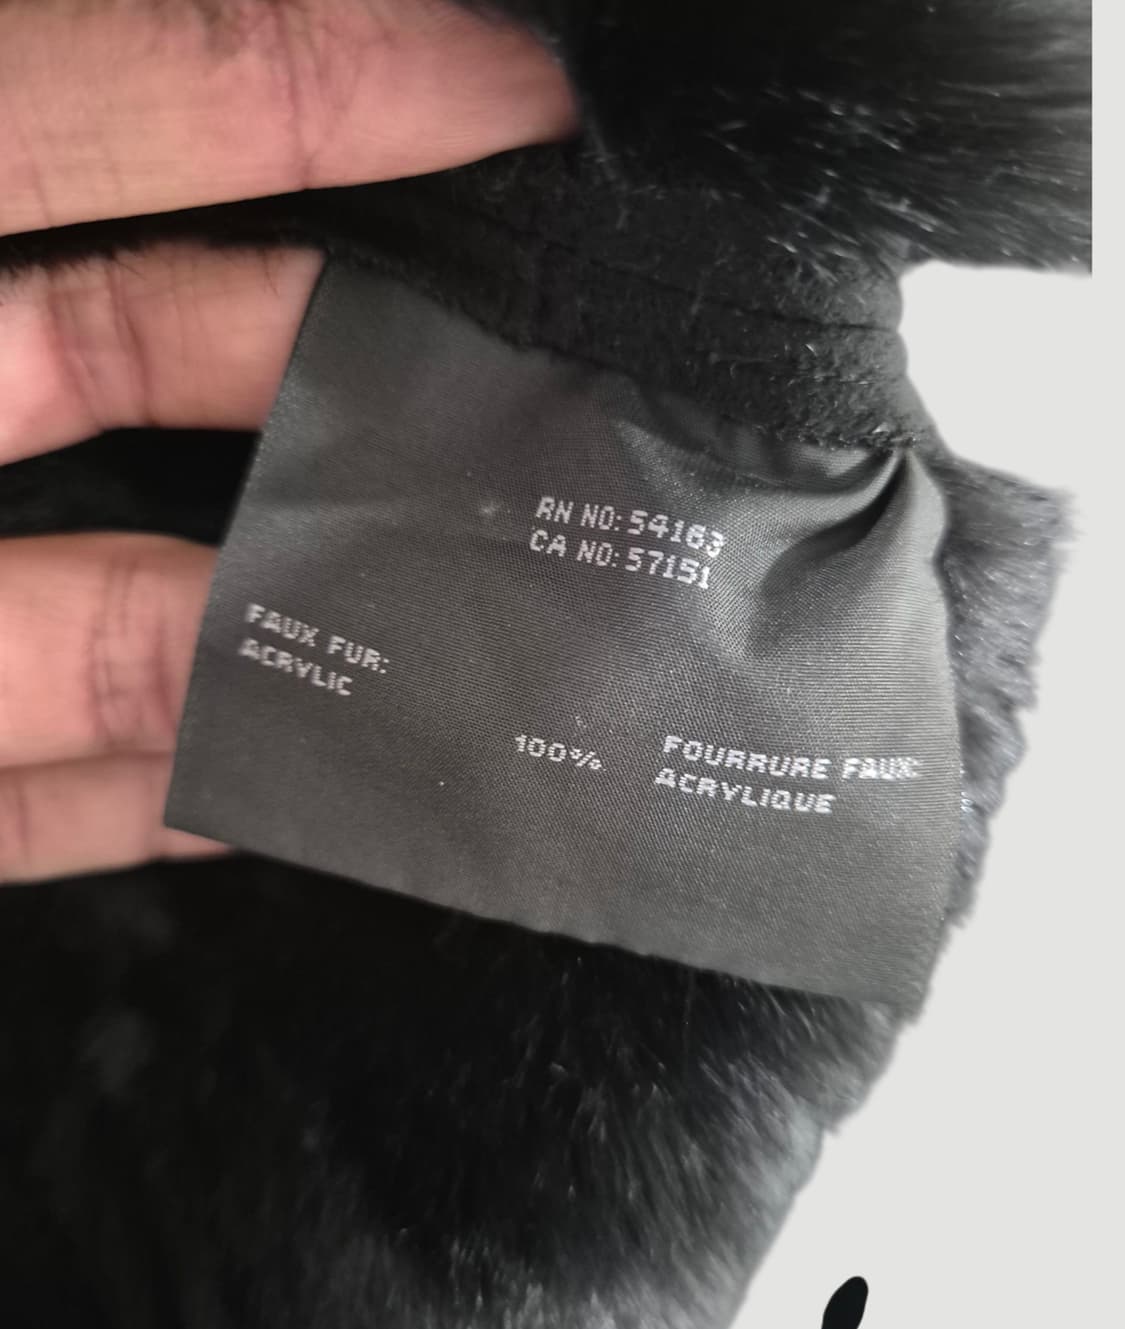 RN NO: 54163
CA NO: 57151
FAUX FUR:
ACRYLIC
100%
FOURRURE FAUX:
ACRYLIQUE